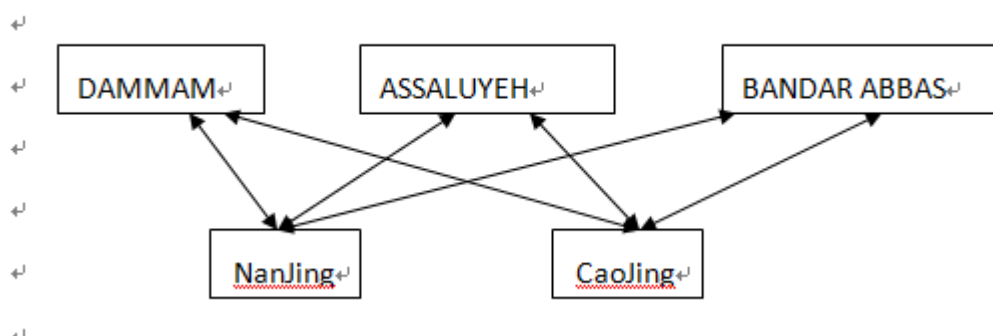 DAMMAM
ASSALUYEH
BANDAR ABBAS
NanJing
CaoJing